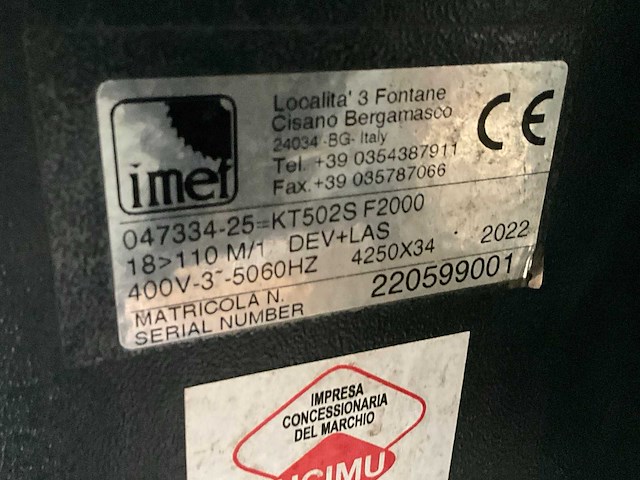 imet
Localita' 3 Fontane
Cisano Bergamasco
24034 -BG- Italy
Tel. +39 0354387911
Fax.+39 035787066
CE
047334-25=KT502S F2000
18>110 M/1 DEV+LAS
400V-3~-5060HZ 4250X34 · 2022
MATRICOLA N.
SERIAL NUMBER
220599001
IMPRESA
CONCESSIONARIA
DEL MARCHIO
UCIMU